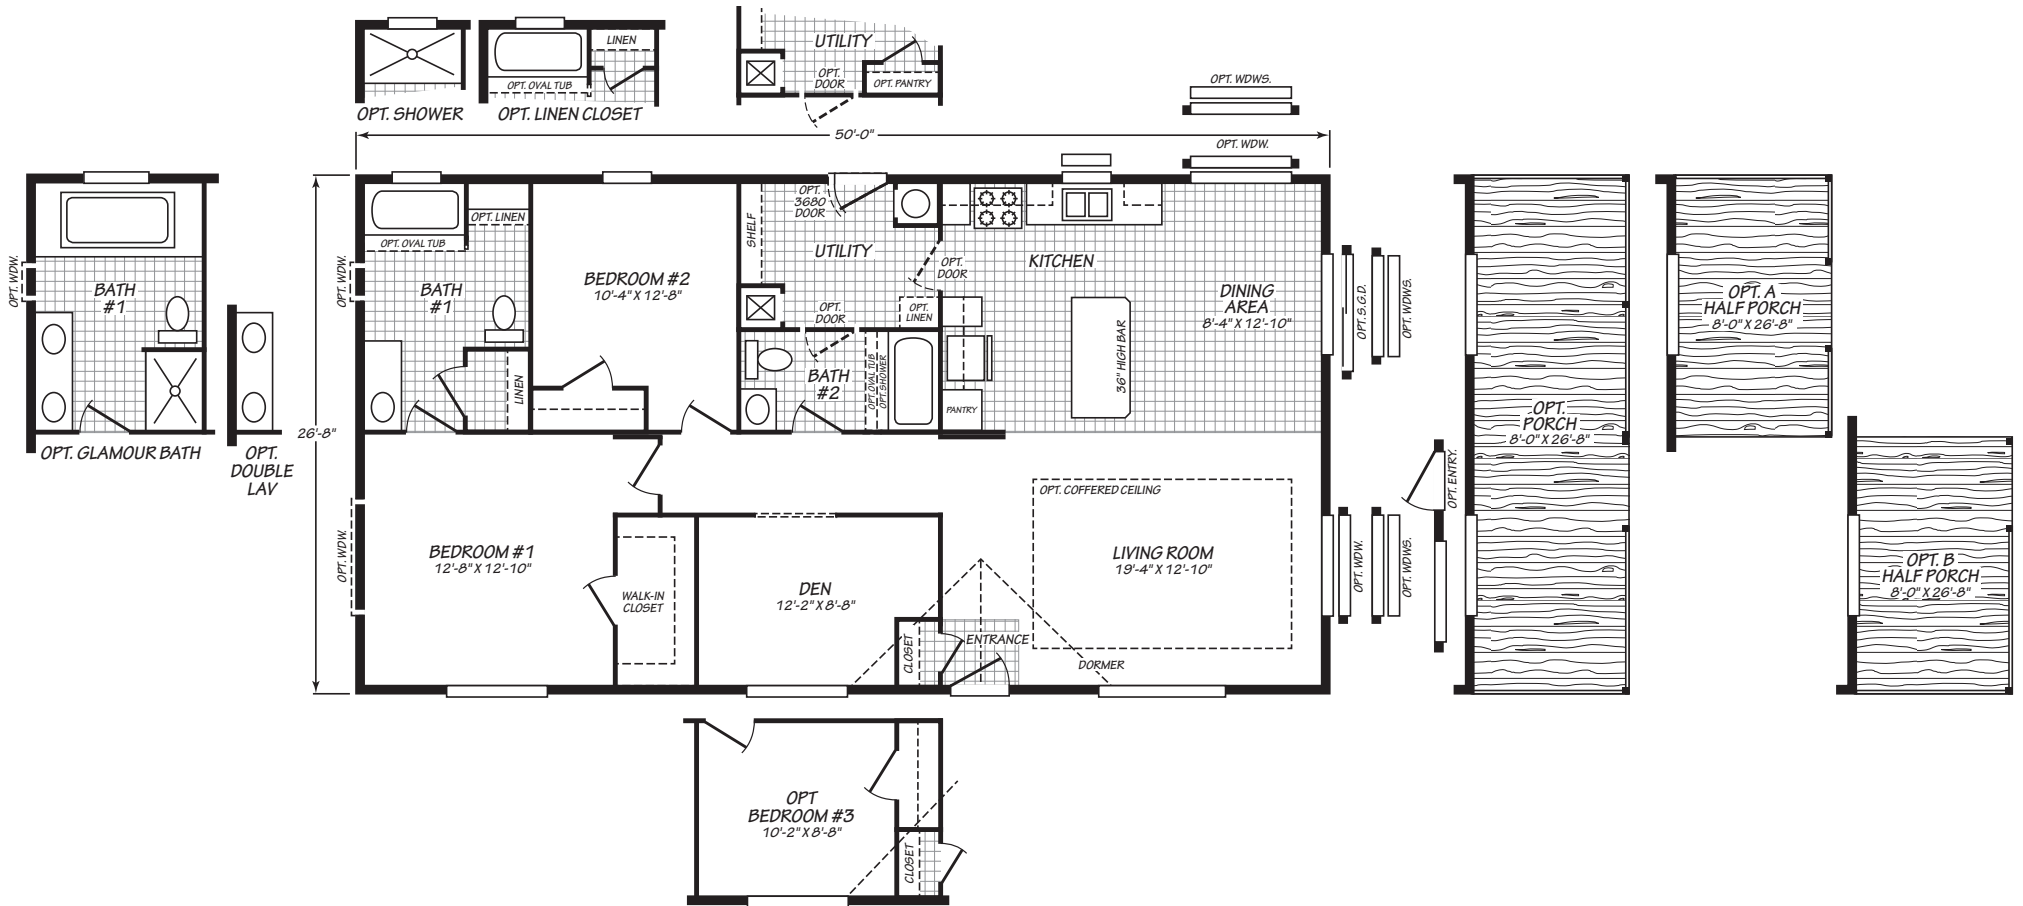 OPT. SHOWER
OPT. OVAL TUB
LINEN
OPT. LINEN CLOSET
UTILITY
OPT.
DOOR
OPT. PANTRY
OPT. WDWS.
50'-0"
OPT. WDW.
26'-8"
OPT. WDW.
BATH
#1
OPT. GLAMOUR BATH
OPT.
DOUBLE
LAV
OPT. WDW.
OPT. OVAL TUB
OPT. LINEN
BATH
#1
LINEN
BEDROOM #2
10'-4" X 12'-8"
SHELF
OPT.
3680
DOOR
UTILITY
OPT.
DOOR
OPT.
DOOR
OPT.
LINEN
BATH
#2
OPT. OVAL TUB
OPT. SHOWER
KITCHEN
PANTRY
36" HIGH BAR
DINING
AREA
8'-4" X 12'-10"
OPT. S.G.D.
OPT. WDWS.
OPT. WDW.
BEDROOM #1
12'-8" X 12'-10"
WALK-IN
CLOSET
DEN
12'-2" X 8'-8"
CLOSET
ENTRANCE
DORMER
OPT. COFFERED CEILING
LIVING ROOM
19'-4" X 12'-10"
OPT. WDW.
OPT. WDWS.
OPT. ENTRY.
OPT.
PORCH
8'-0" X 26'-8"
OPT. A
HALF PORCH
8'-0" X 26'-8"
OPT. B
HALF PORCH
8'-0" X 26'-8"
OPT
BEDROOM #3
10'-2" X 8'-8"
CLOSET